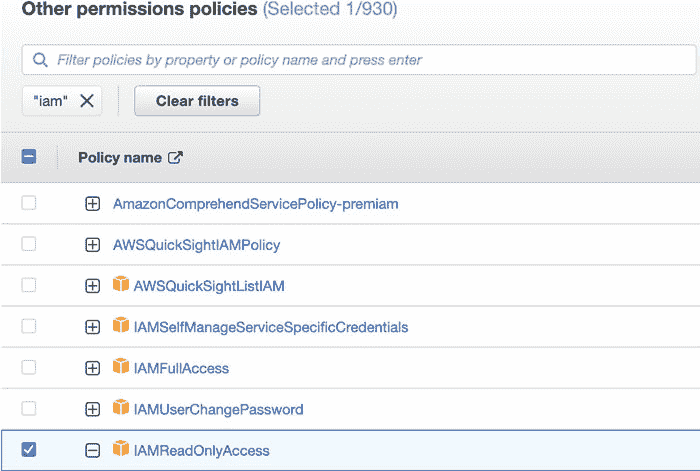 Other permissions policies (Selected 1/930)
Filter policies by property or policy name and press enter
"iam"
Clear filters
Policy name
AmazonComprehendServicePolicy-premiam
AWSQuickSightIAMPolicy
AWSQuickSightListIAM
IAMSelfManageServiceSpecificCredentials
IAMFullAccess
IAMUserChangePassword
IAMReadOnlyAccess